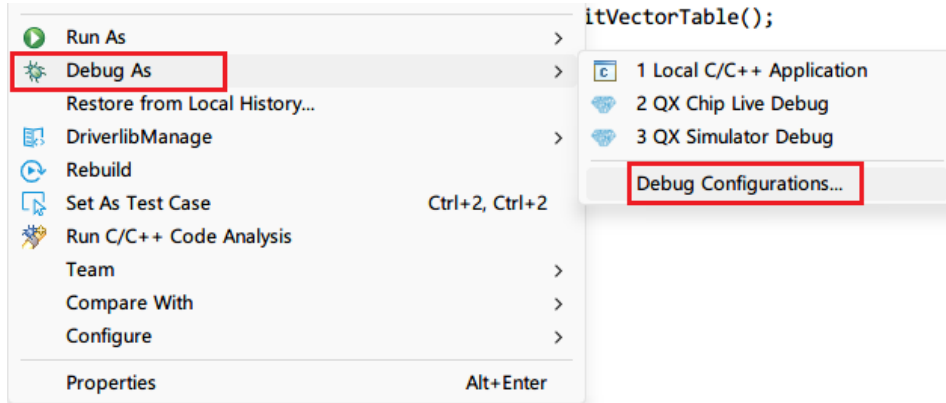 itVectorTable();
Run As
Debug As
Restore from Local History...
DriverlibManage
Rebuild
Set As Test Case Ctrl+2, Ctrl+2
Run C/C++ Code Analysis
Team
Compare With
Configure
Properties Alt+Enter
1 Local C/C++ Application
2 QX Chip Live Debug
3 QX Simulator Debug
Debug Configurations...